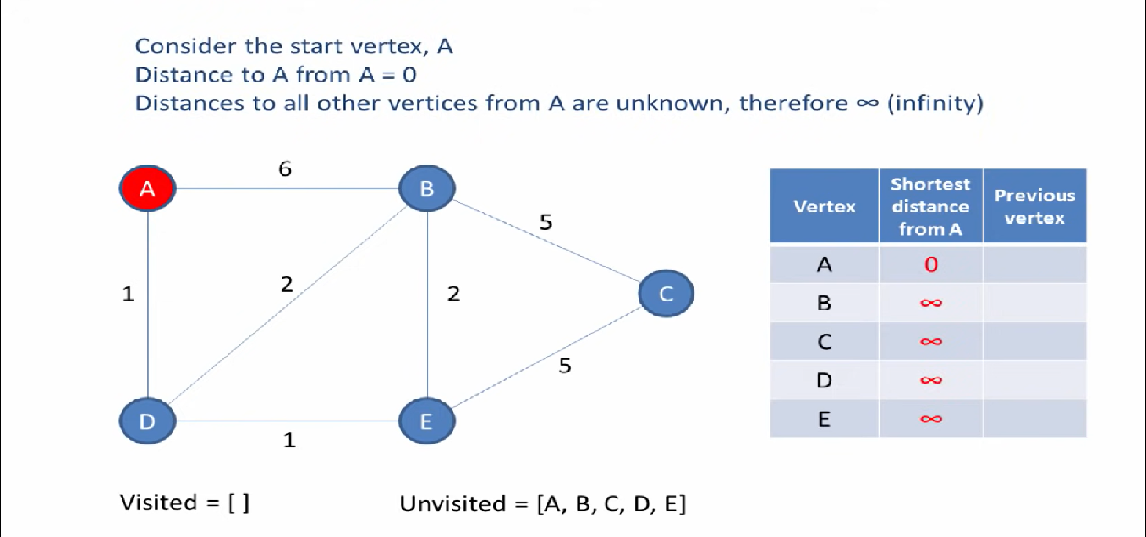 Consider the start vertex, A
Distance to A from A = 0
Distances to all other vertices from A are unknown, therefore ∞ (infinity)
A
6
B
5
1
2
2
C
5
D
1
E
Vertex
Shortest distance from A
Previous vertex
A 0
B ∞
C ∞
D ∞
E ∞
Visited = [ ]
Unvisited = [A, B, C, D, E]